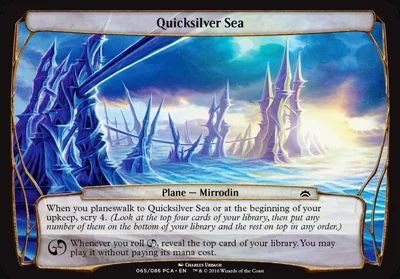 Quicksilver Sea
Plane — Mirrodin
When you planeswalk to Quicksilver Sea or at the beginning of your
upkeep, scry 4. (Look at the top four cards of your library, then put any
number of them on the bottom of your library and the rest on top in any order.)
Whenever you roll , reveal the top card of your library. You may
play it without paying its mana cost.
Charles Urbach
065/086 PCA • EN ™ & © 2016 Wizards of the Coast